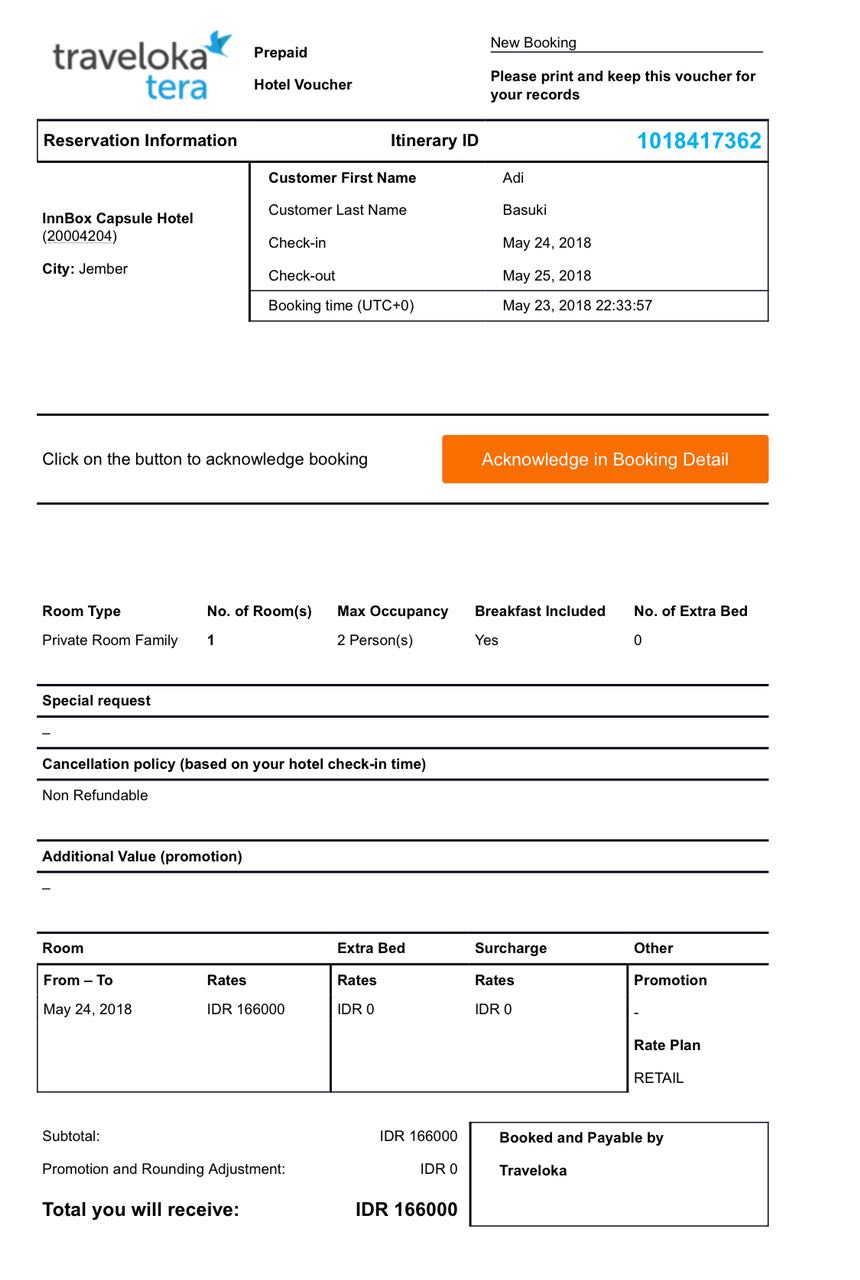 traveloka
tera
Prepaid
Hotel Voucher
New Booking
Please print and keep this voucher for
your records
Reservation Information Itinerary ID 1018417362
InnBox Capsule Hotel
(20004204)
City: Jember
Customer First Name Adi
Customer Last Name Basuki
Check-in May 24, 2018
Check-out May 25, 2018
Booking time (UTC+0) May 23, 2018 22:33:57
Click on the button to acknowledge booking Acknowledge in Booking Detail
Room Type No. of Room(s) Max Occupancy Breakfast Included No. of Extra Bed
Private Room Family 1 2 Person(s) Yes 0
Special request
–
Cancellation policy (based on your hotel check-in time)
Non Refundable
Additional Value (promotion)
–
Room Extra Bed Surcharge Other
From – To Rates Rates Rates Promotion
May 24, 2018 IDR 166000 IDR 0 IDR 0 -
Rate Plan
RETAIL
Subtotal: IDR 166000
Promotion and Rounding Adjustment: IDR 0
Total you will receive: IDR 166000
Booked and Payable by
Traveloka